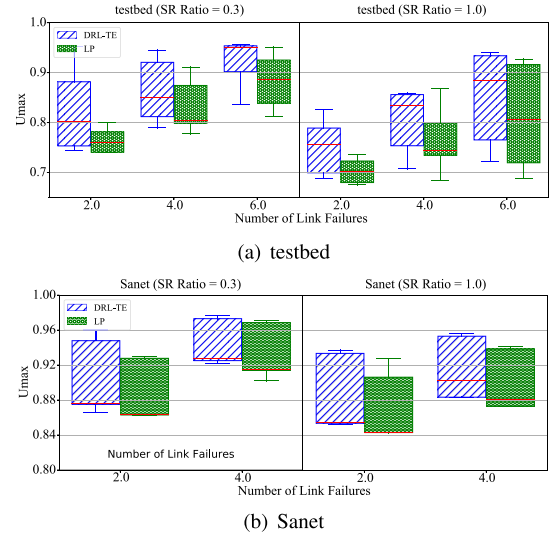 testbed (SR Ratio = 0.3) testbed (SR Ratio = 1.0)
1.0
DRL-TE
LP
0.9
0.8
0.7
Umax
2.0 4.0 6.0 2.0 4.0 6.0
Number of Link Failures
(a) testbed
Sanet (SR Ratio = 0.3) Sanet (SR Ratio = 1.0)
1.00
DRL-TE
LP
0.96
0.92
0.88
0.84
0.80
Umax
Number of Link Failures
2.0 4.0 2.0 4.0
Number of Link Failures
(b) Sanet